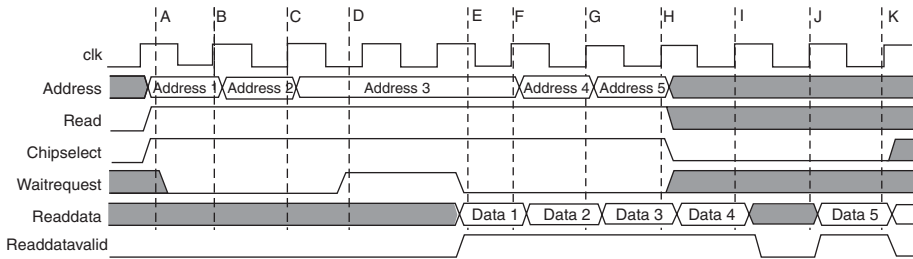 A B C D E F G H I J K
clk
Address Address 1 Address 2 Address 3 Address 4 Address 5
Read
Chipselect
Waitrequest
Readdata Data 1 Data 2 Data 3 Data 4 Data 5
Readdatavalid